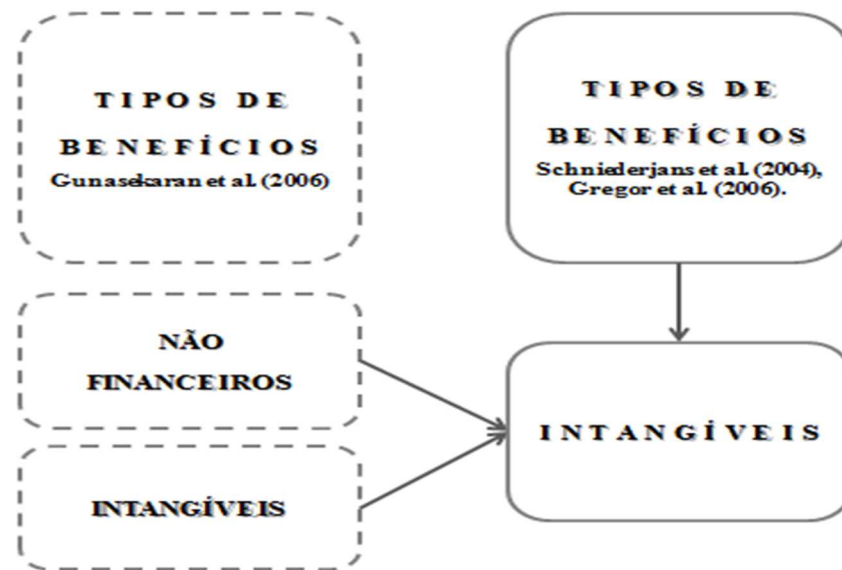 TIPOS DE
BENEFÍCIOS
Gunasekaran et al. (2006)
TIPOS DE
BENEFÍCIOS
Schniederjans et al. (2004),
Gregor et al. (2006).
NÃO
FINANCEIROS
INTANGÍVEIS
INTANGÍVEIS